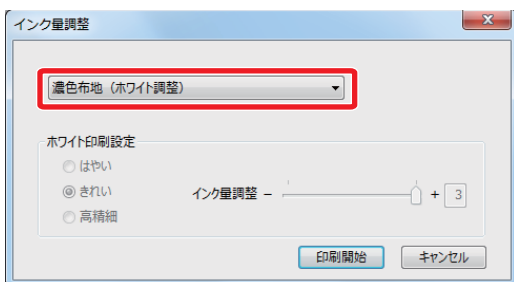 インク量調整
濃色布地（ホワイト調整）
ホワイト印刷設定
はやい
きれい
インク量調整 − + 3
高精細
印刷開始 キャンセル